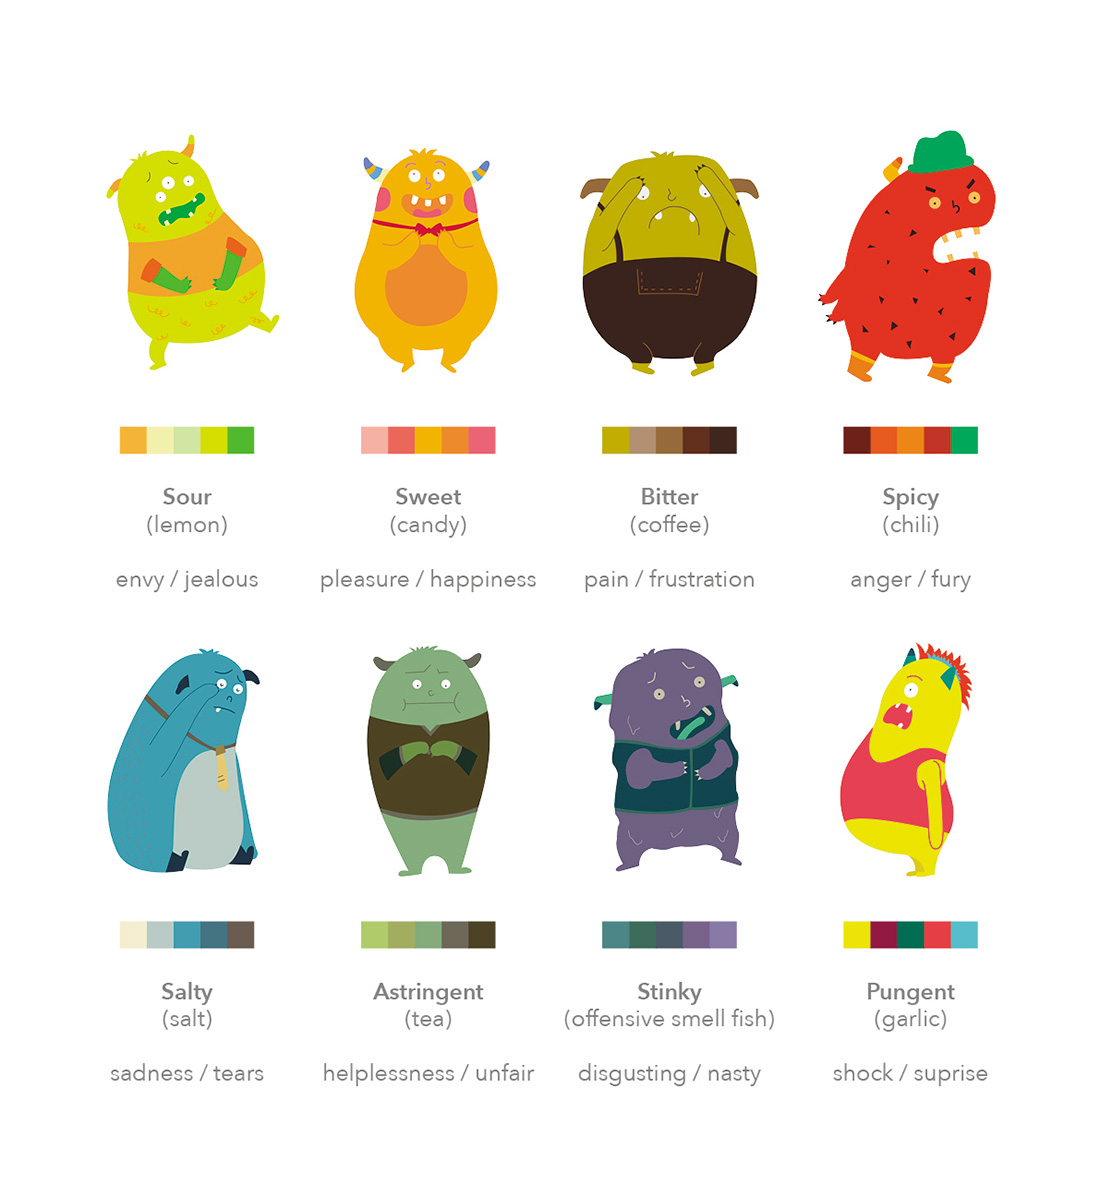 Sour
(lemon)
envy / jealous
Sweet
(candy)
pleasure / happiness
Bitter
(coffee)
pain / frustration
Spicy
(chili)
anger / fury
Salty
(salt)
sadness / tears
Astringent
(tea)
helplessness / unfair
Stinky
(offensive smell fish)
disgusting / nasty
Pungent
(garlic)
shock / suprise